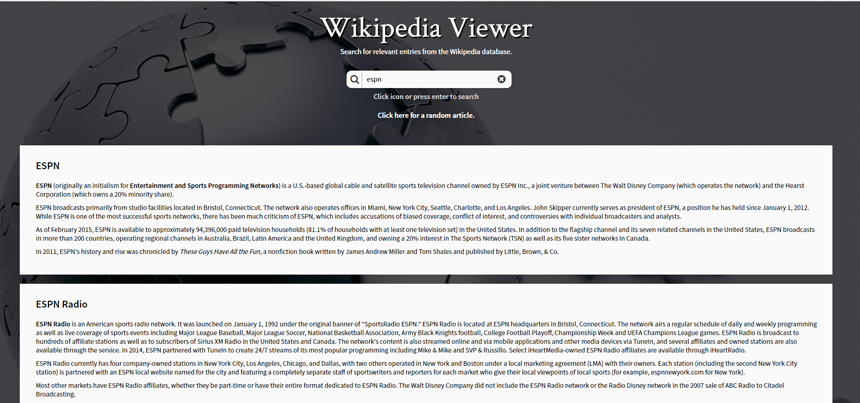 Wikipedia Viewer
Search for relevant entries from the Wikipedia database.
espn
Click icon or press enter to search
Click here for a random article.
ESPN
ESPN (originally an initialism for Entertainment and Sports Programming Networks) is a U.S.-based global cable and satellite sports television channel owned by ESPN Inc., a joint venture between The Walt Disney Company (which operates the network) and the Hearst
Corporation (which owns a 20% minority share).
ESPN broadcasts primarily from studio facilities located in Bristol, Connecticut. The network also operates offices in Miami, New York City, Seattle, Charlotte, and Los Angeles. John Skipper currently serves as president of ESPN, a position he has held since January 1, 2012.
While ESPN is one of the most successful sports networks, there has been much criticism of ESPN, which includes accusations of biased coverage, conflict of interest, and controversies with individual broadcasters and analysts.
As of February 2015, ESPN is available to approximately 94,396,000 paid television households (81.1% of households with at least one television set) in the United States. In addition to the flagship channel and its seven related channels in the United States, ESPN broadcasts
in more than 200 countries, operating regional channels in Australia, Brazil, Latin America and the United Kingdom, and owning a 20% interest in The Sports Network (TSN) as well as its five sister networks in Canada.
In 2011, ESPN's history and rise was chronicled by These Guys Have All the Fun, a nonfiction book written by James Andrew Miller and Tom Shales and published by Little, Brown, & Co.
ESPN Radio
ESPN Radio is an American sports radio network. It was launched on January 1, 1992 under the original banner of "SportsRadio ESPN." ESPN Radio is located at ESPN headquarters in Bristol, Connecticut. The network airs a regular schedule of daily and weekly programming
as well as live coverage of sports events including Major League Baseball, Major League Soccer, National Basketball Association, Army Black Knights football, College Football Playoff, Championship Week and UEFA Champions League games. ESPN Radio is broadcast to
hundreds of affiliate stations as well as to subscribers of Sirius XM Radio in the United States and Canada. The network's content is also streamed online and via mobile applications and other media devices via TuneIn, and several affiliates and owned stations are also
available through the service. In 2014, ESPN partnered with TuneIn to create 24/7 streams of its most popular programming including Mike & Mike and SVP & Russillo. Select iHeartMedia-owned ESPN Radio affiliates are available through iHeartRadio.
ESPN Radio currently has four company-owned stations in New York City, Los Angeles, Chicago, and Dallas, with two others operated in New York and Boston under a local marketing agreement (LMA) with their owners. Each station (including the second New York City
station) is partnered with an ESPN local website named for the city and featuring a completely separate staff of sportswriters and reporters for each market who give their local viewpoints of local sports (for example, espnnewyork.com for New York).
Most other markets have ESPN Radio affiliates, whether they be part-time or have their entire format dedicated to ESPN Radio. The Walt Disney Company did not include the ESPN Radio network or the Radio Disney network in the 2007 sale of ABC Radio to Citadel
Broadcasting.